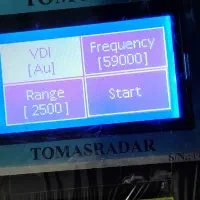 VDI
[Au]
Frequency
[59000]
Range
[ 2500]
Start
TOMASRADAR